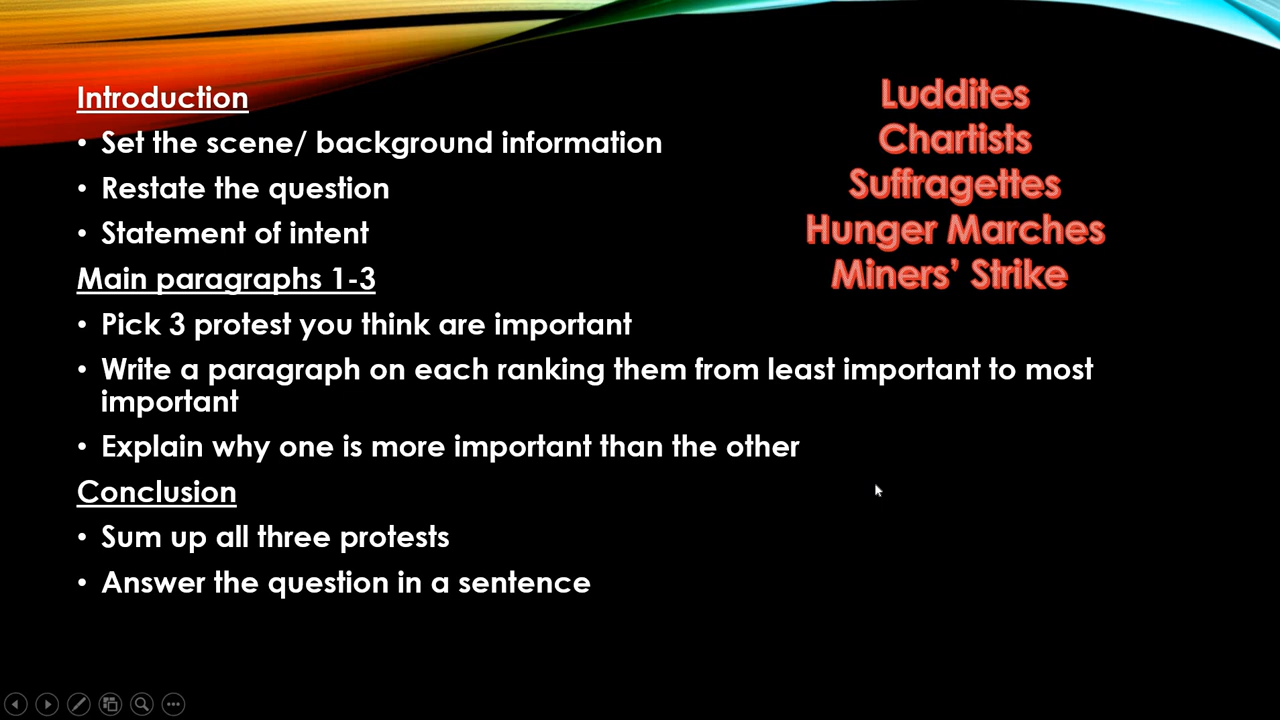 Introduction
• Set the scene/ background information
• Restate the question
• Statement of intent
Main paragraphs 1-3
• Pick 3 protest you think are important
• Write a paragraph on each ranking them from least important to most
important
• Explain why one is more important than the other
Conclusion
• Sum up all three protests
• Answer the question in a sentence
Luddites
Chartists
Suffragettes
Hunger Marches
Miners’ Strike